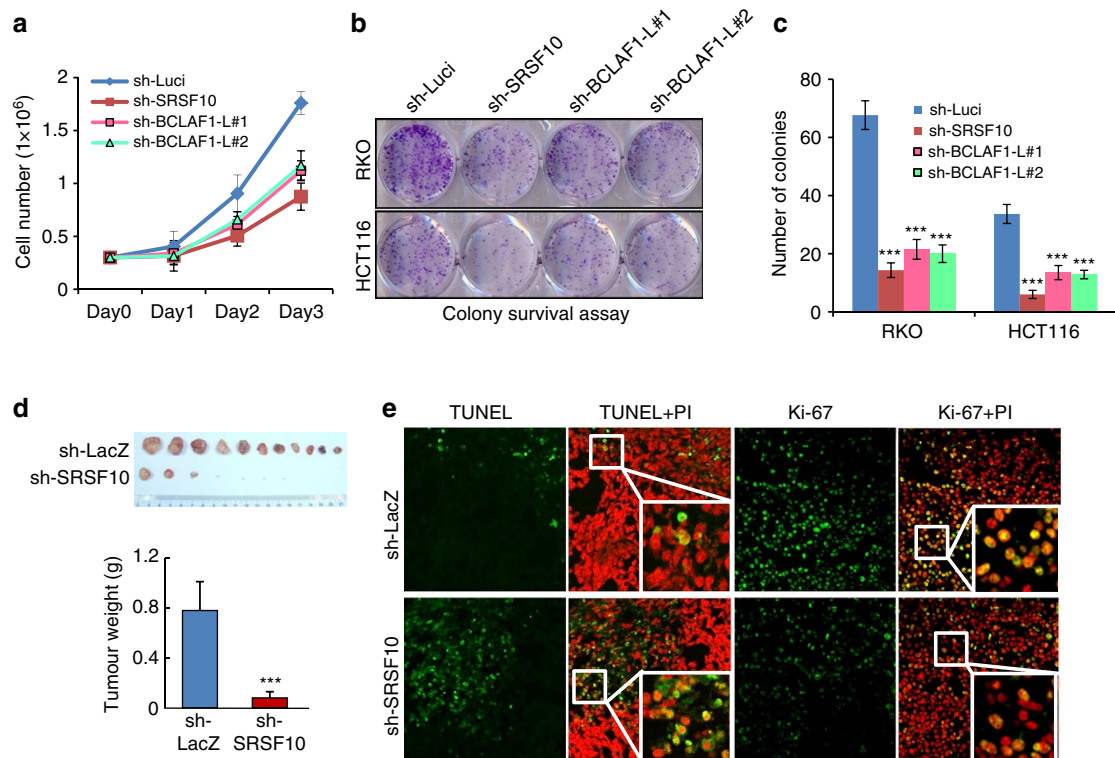 a
sh-Luci
sh-SRSF10
sh-BCLAF1-L#1
sh-BCLAF1-L#2
Cell number (1×10⁶)
2
1.5
1
0.5
0
Day0 Day1 Day2 Day3
b
sh-Luci
sh-SRSF10
sh-BCLAF1-L#1
sh-BCLAF1-L#2
RKO
HCT116
Colony survival assay
c
Number of colonies
80
60
40
20
0
sh-Luci
sh-SRSF10
sh-BCLAF1-L#1
sh-BCLAF1-L#2
*** *** ***
*** *** ***
RKO HCT116
d
sh-LacZ
sh-SRSF10
Tumour weight (g)
1.2
0.8
0.4
0
***
sh-
LacZ
sh-
SRSF10
e
TUNEL TUNEL+PI Ki-67 Ki-67+PI
sh-LacZ
sh-SRSF10